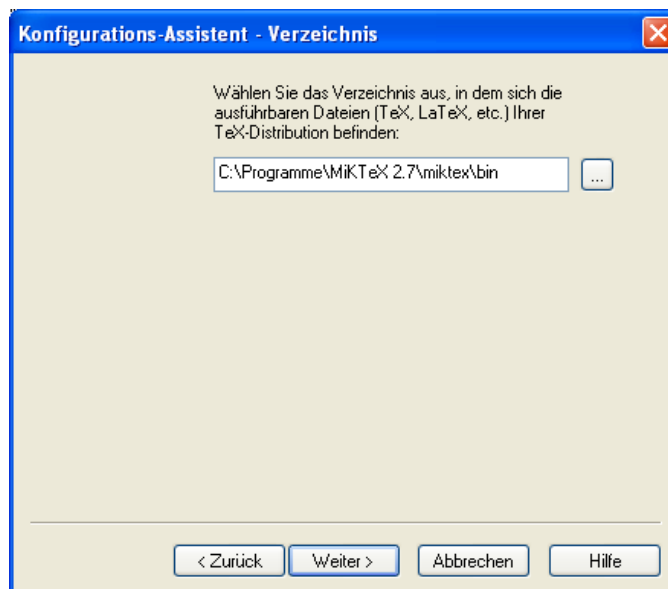 Konfigurations-Assistent - Verzeichnis
Wählen Sie das Verzeichnis aus, in dem sich die
ausführbaren Dateien (TeX, LaTeX, etc.) Ihrer
TeX-Distribution befinden:
C:\Programme\MiKTeX 2.7\miktex\bin
...
< Zurück
Weiter >
Abbrechen
Hilfe